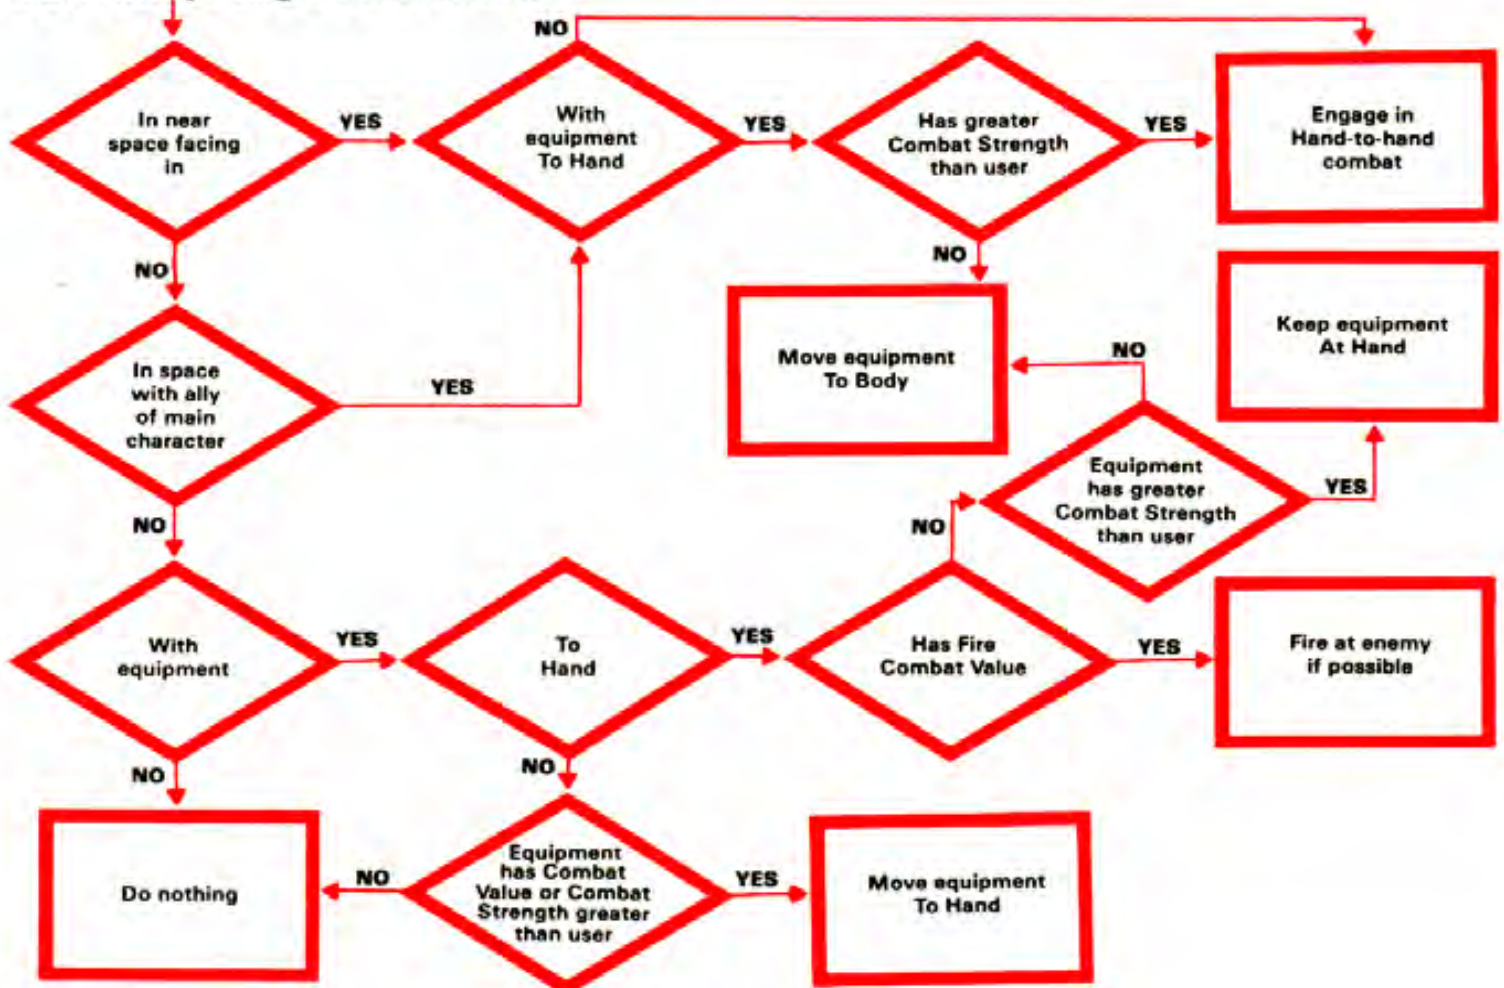 NO
In near
space facing
in
YES
With
equipment
To Hand
YES
Has greater
Combat Strength
than user
YES
Engage in
Hand-to-hand
combat
NO
NO
In space
with ally
of main
character
YES
Move equipment
To Body
NO
Keep equipment
At Hand
Equipment
has greater
Combat Strength
than user
YES
NO
NO
With
equipment
YES
To
Hand
YES
Has Fire
Combat Value
YES
Fire at enemy
if possible
NO
NO
Do nothing
NO
Equipment
has Combat
Value or Combat
Strength greater
than user
YES
Move equipment
To Hand